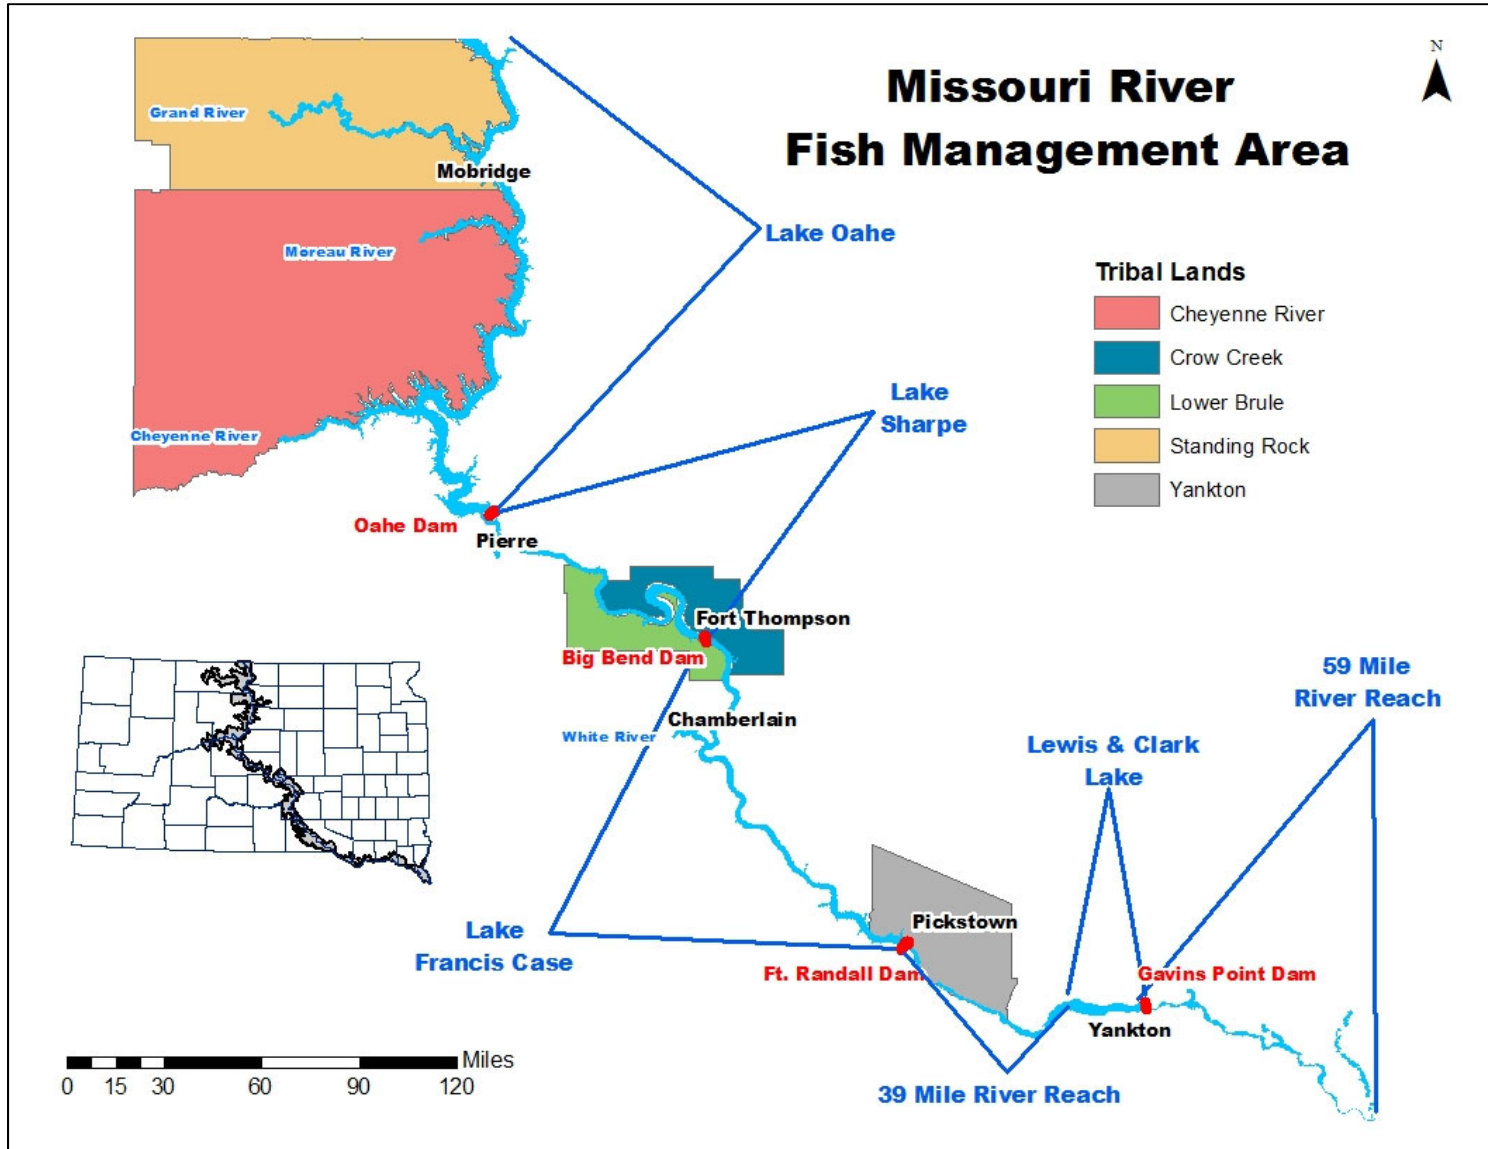 N
Missouri River
Fish Management Area
Grand River
Mobridge
Lake Oahe
Moreau River
Tribal Lands
Cheyenne River
Crow Creek
Lower Brule
Standing Rock
Yankton
Lake
Sharpe
Cheyenne River
Oahe Dam
Pierre
Fort Thompson
Big Bend Dam
59 Mile
River Reach
Chamberlain
White River
Lewis & Clark
Lake
Pickstown
Lake
Francis Case
Ft. Randall Dam
Gavins Point Dam
Yankton
Miles
0 15 30 60 90 120
39 Mile River Reach